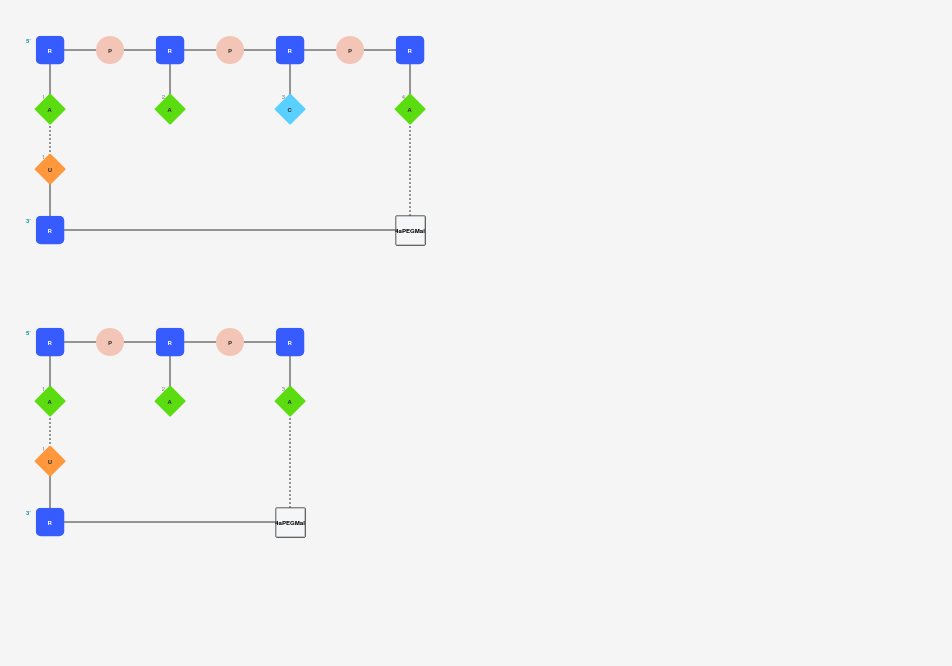 5' R P R P R P R
1 2 3 4
A A C A
1
U
3' R 4aPEGMal
5' R P R P R
1 2 3
A A A
1
U
3' R 4aPEGMal